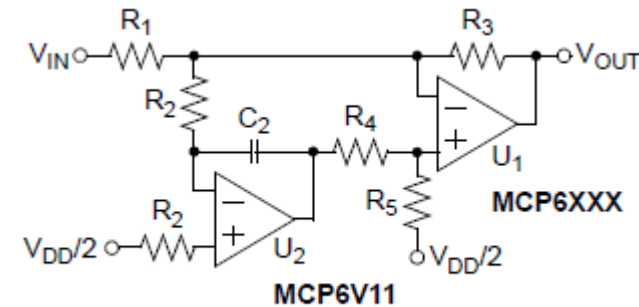 R1
R3
VIN
VOUT
R2
C2
R4
U1
R5
MCP6XXX
R2
VDD/2
U2
VDD/2
MCP6V11